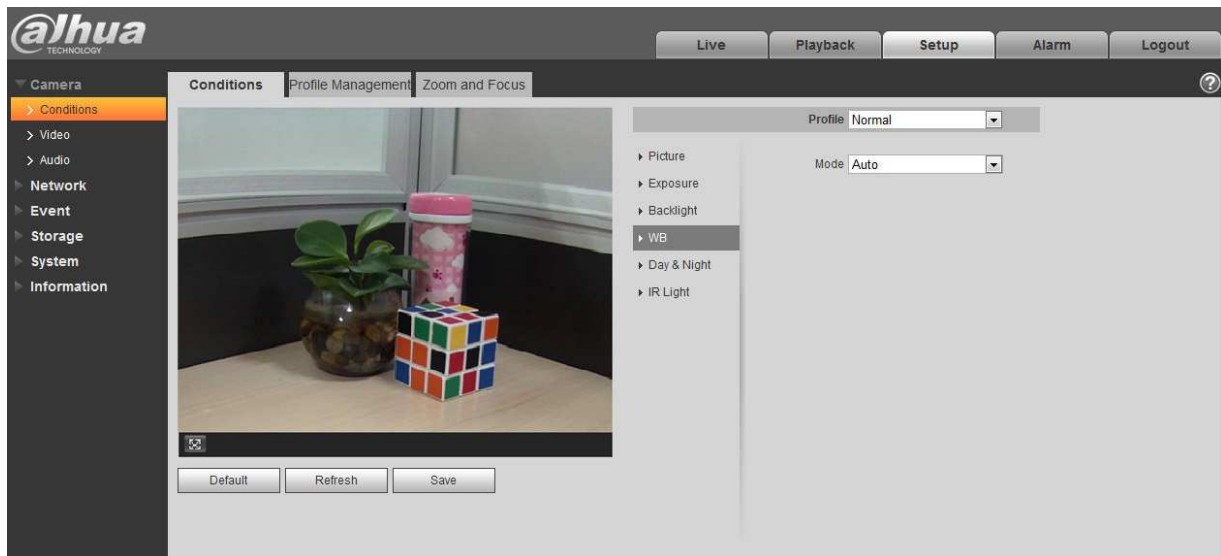 alhua
TECHNOLOGY
Live
Playback
Setup
Alarm
Logout
Camera
Conditions
Video
Audio
Network
Event
Storage
System
Information
Conditions
Profile Management
Zoom and Focus
?
Profile Normal
Picture
Exposure
Backlight
WB
Day & Night
IR Light
Mode Auto
Default
Refresh
Save